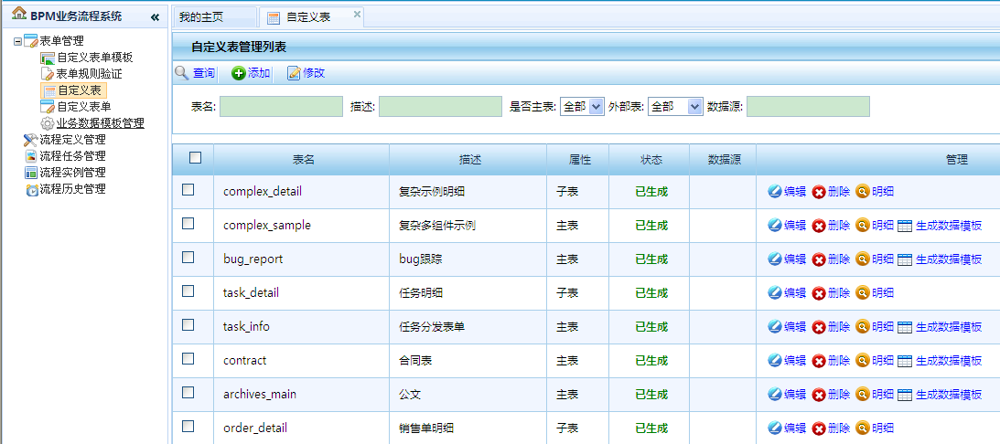 BPM业务流程系统 «
表单管理
自定义表单模板
表单规则验证
自定义表
自定义表单
业务数据模板管理
流程定义管理
流程任务管理
流程实例管理
流程历史管理
我的主页 自定义表
自定义表管理列表
查询 添加 修改
表名: 描述: 是否主表: 全部 外部表: 全部 数据源:
表名 描述 属性 状态 数据源 管理
complex_detail 复杂示例明细 子表 已生成 编辑 删除 明细
complex_sample 复杂多组件示例 主表 已生成 编辑 删除 明细 生成数据模板
bug_report bug跟踪 主表 已生成 编辑 删除 明细 生成数据模板
task_detail 任务明细 子表 已生成 编辑 删除 明细
task_info 任务分发表单 主表 已生成 编辑 删除 明细 生成数据模板
contract 合同表 主表 已生成 编辑 删除 明细 生成数据模板
archives_main 公文 主表 已生成 编辑 删除 明细 生成数据模板
order_detail 销售单明细 子表 已生成 编辑 删除 明细